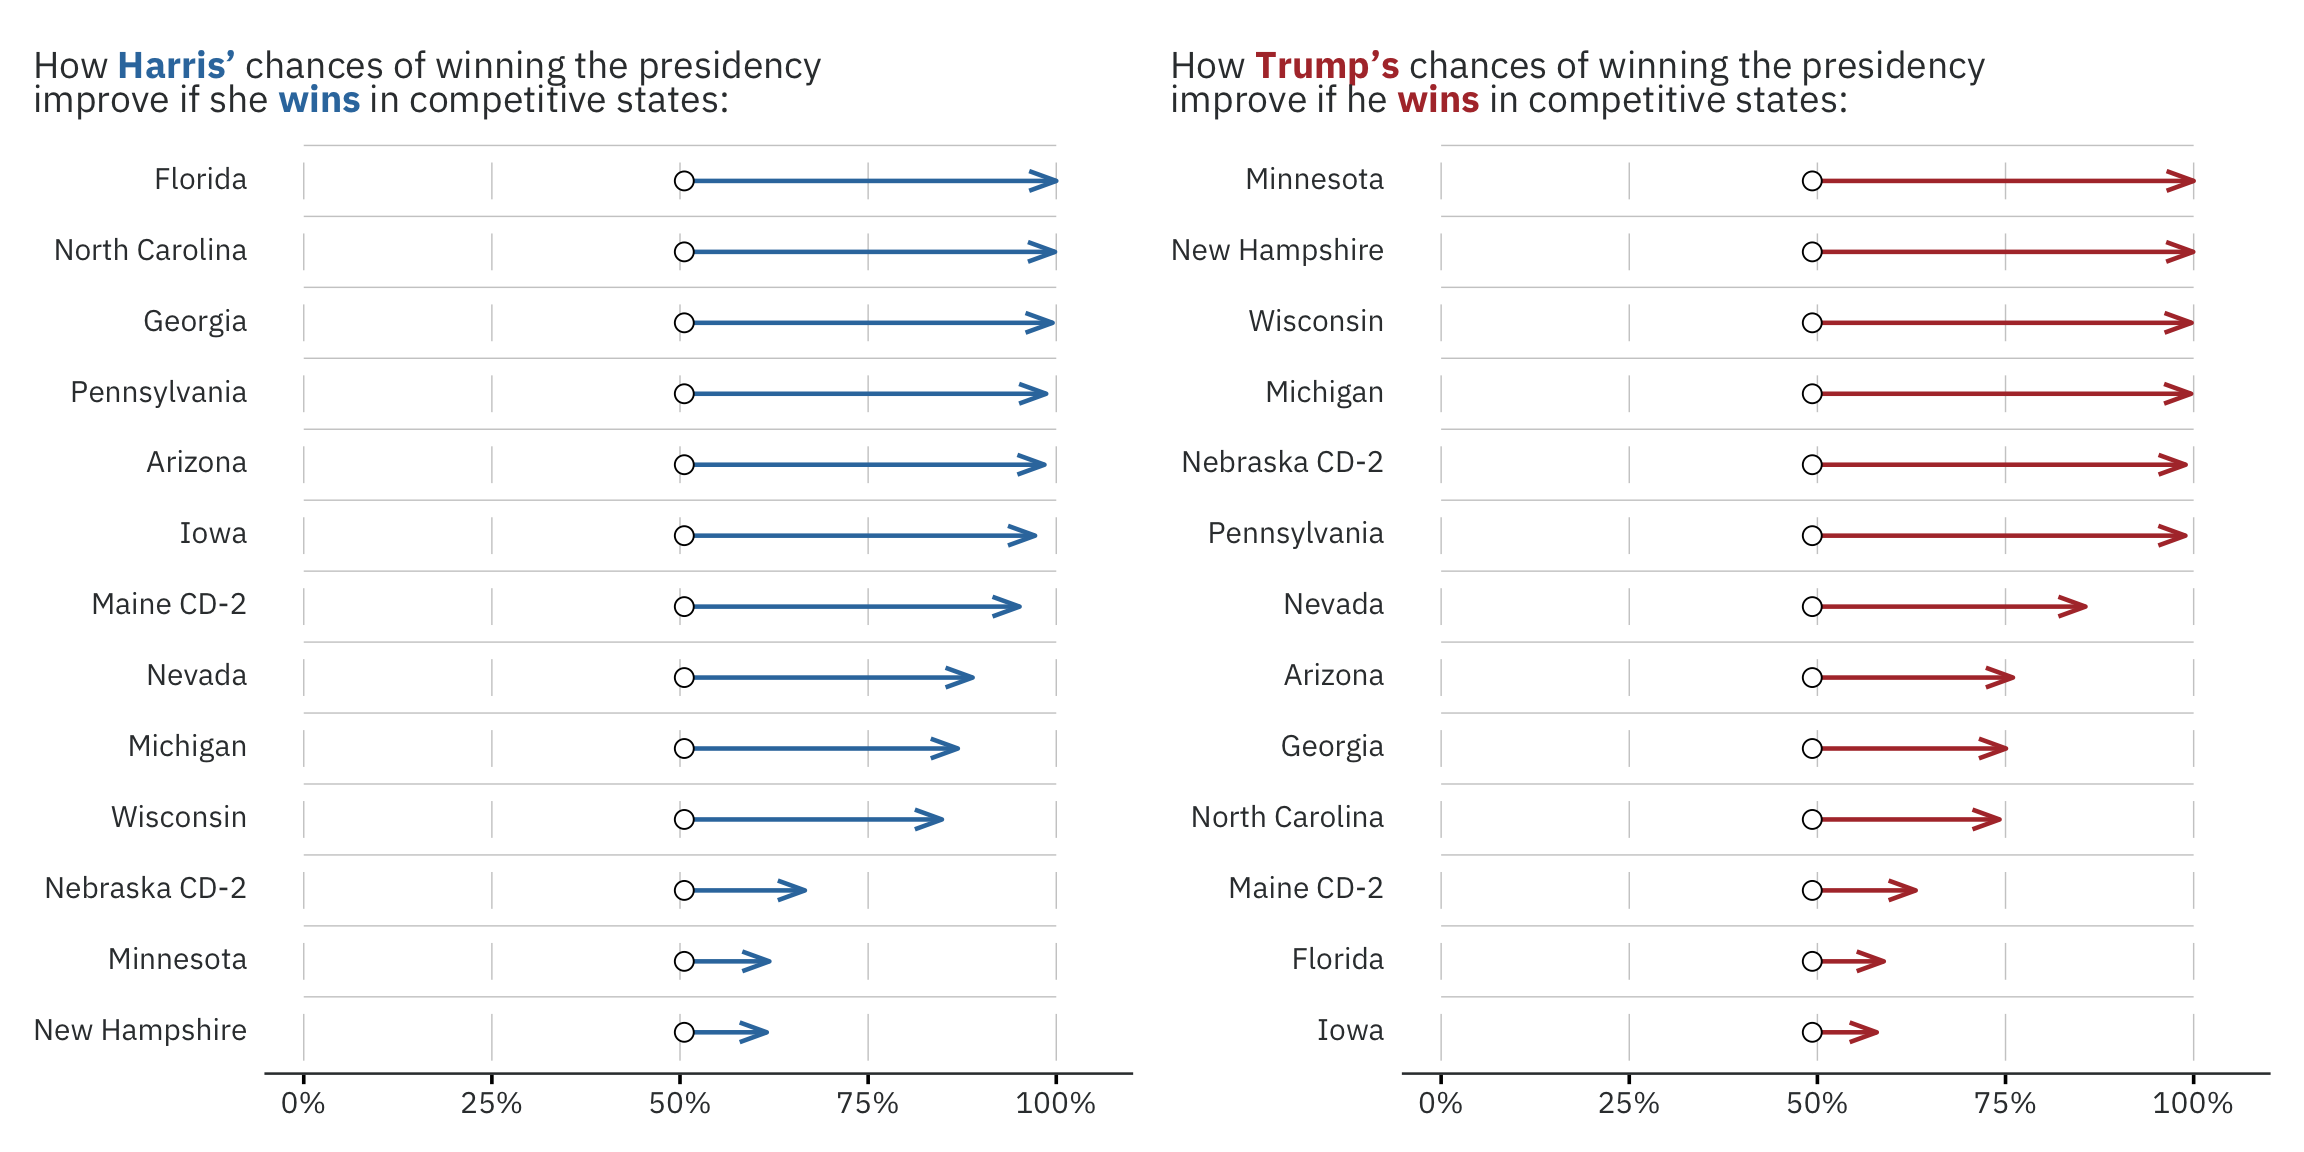 How Harris’ chances of winning the presidency
improve if she wins in competitive states:
Florida
North Carolina
Georgia
Pennsylvania
Arizona
Iowa
Maine CD-2
Nevada
Michigan
Wisconsin
Nebraska CD-2
Minnesota
New Hampshire
0% 25% 50% 75% 100%
How Trump’s chances of winning the presidency
improve if he wins in competitive states:
Minnesota
New Hampshire
Wisconsin
Michigan
Nebraska CD-2
Pennsylvania
Nevada
Arizona
Georgia
North Carolina
Maine CD-2
Florida
Iowa
0% 25% 50% 75% 100%